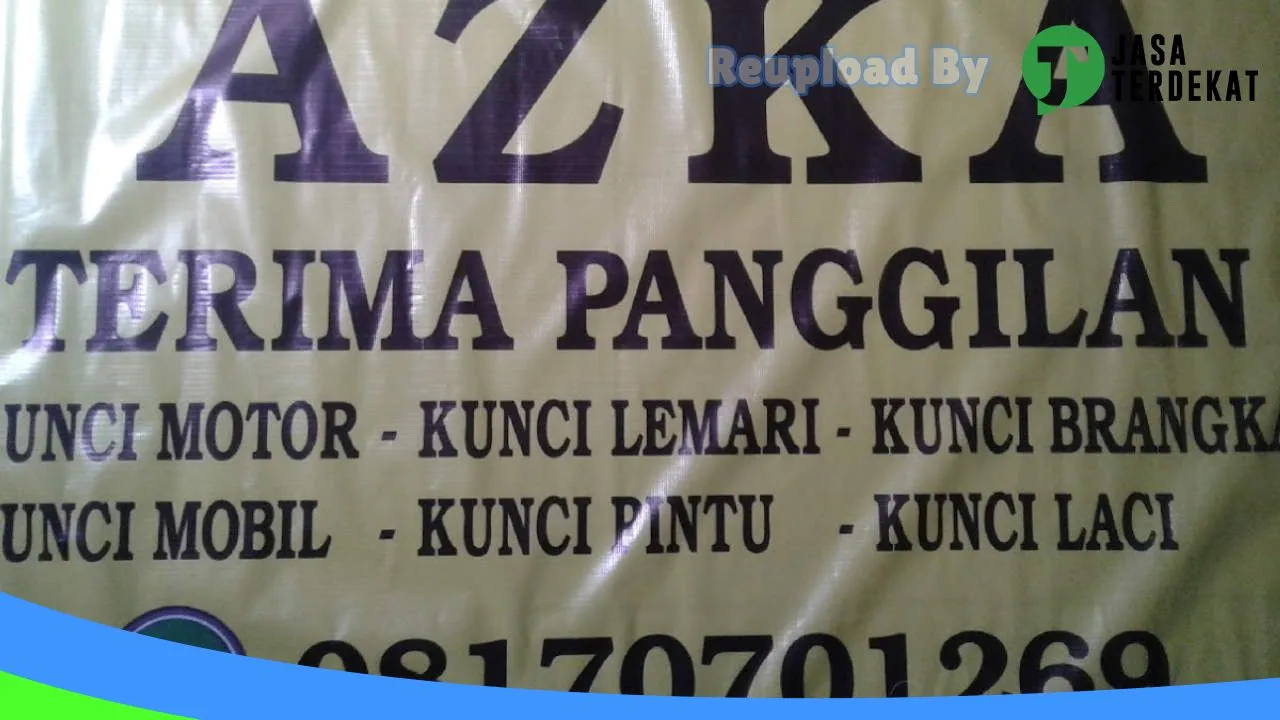 AZKA
Reupload By
JASA
TERDEKAT
TERIMA PANGGILAN
UNCI MOTOR - KUNCI LEMARI - KUNCI BRANGKA
UNCI MOBIL - KUNCI PINTU - KUNCI LACI
08170701269